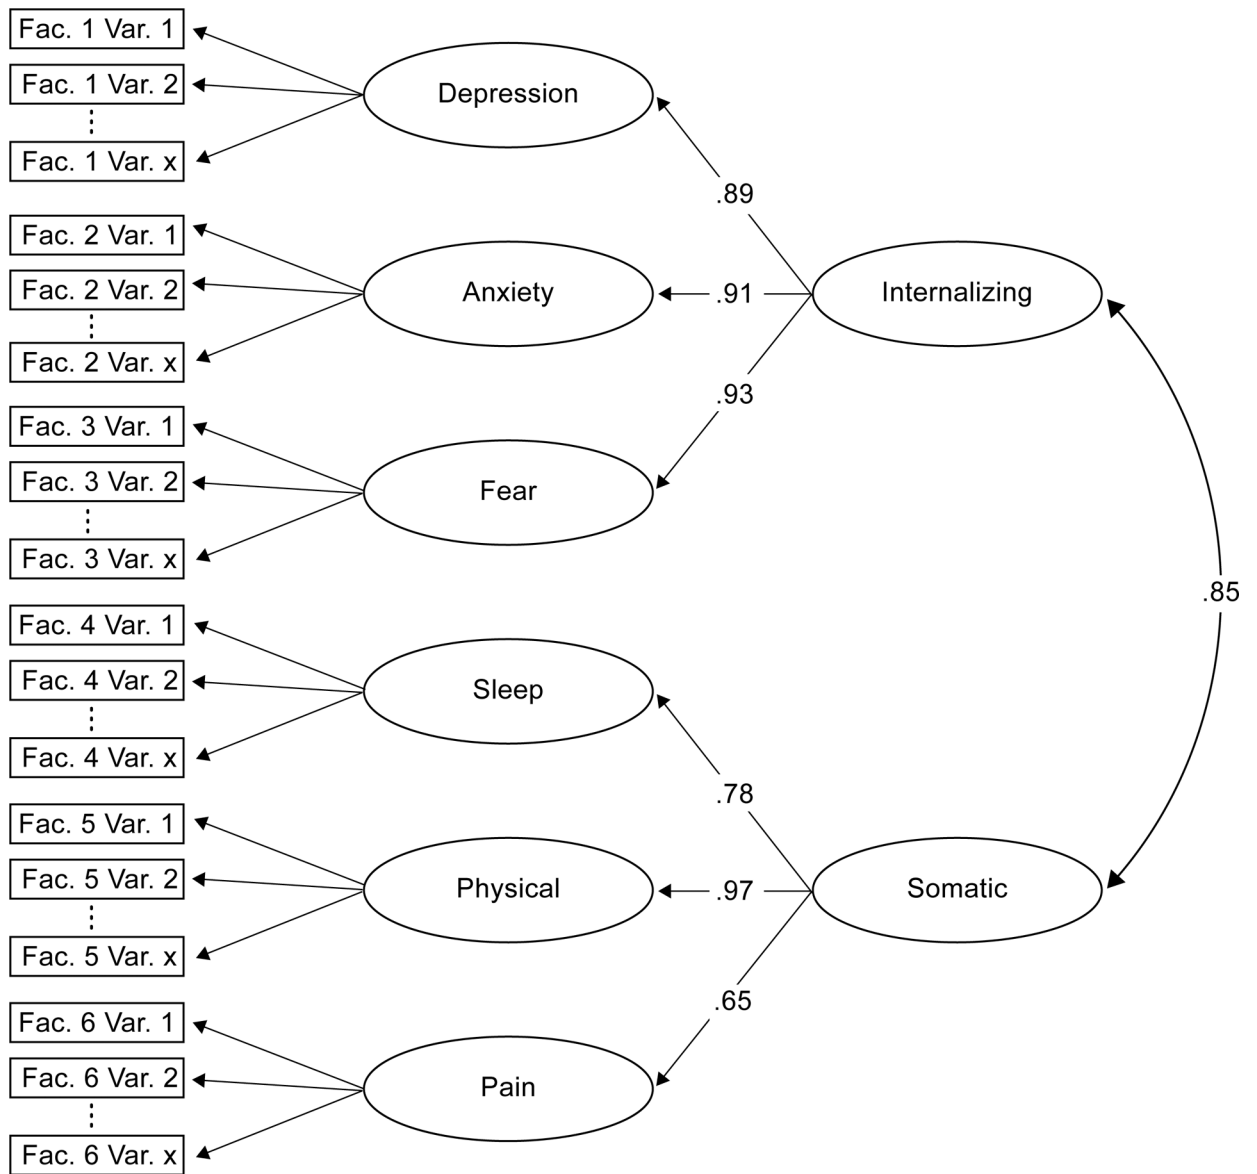 Fac. 1 Var. 1
Fac. 1 Var. 2
Fac. 1 Var. x
Depression
.89
Fac. 2 Var. 1
Fac. 2 Var. 2
Fac. 2 Var. x
Anxiety
.91
Internalizing
.93
Fac. 3 Var. 1
Fac. 3 Var. 2
Fac. 3 Var. x
Fear
.85
Fac. 4 Var. 1
Fac. 4 Var. 2
Fac. 4 Var. x
Sleep
.78
Fac. 5 Var. 1
Fac. 5 Var. 2
Fac. 5 Var. x
Physical
.97
Somatic
.65
Fac. 6 Var. 1
Fac. 6 Var. 2
Fac. 6 Var. x
Pain